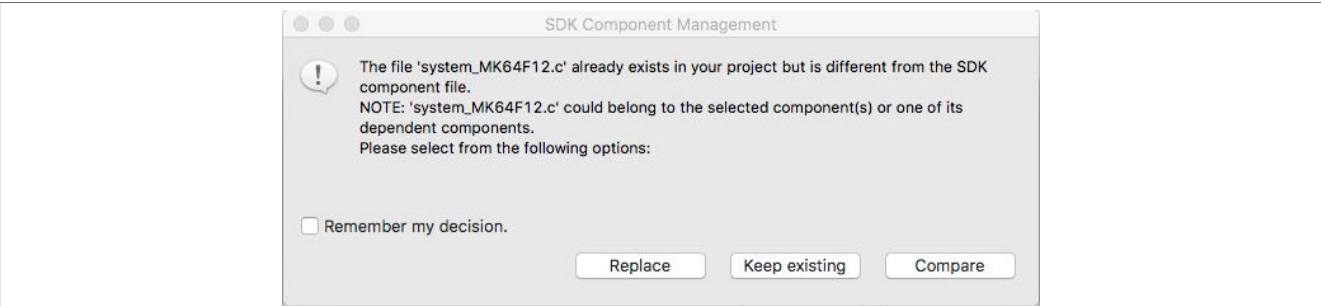 SDK Component Management
The file 'system_MK64F12.c' already exists in your project but is different from the SDK
component file.
NOTE: 'system_MK64F12.c' could belong to the selected component(s) or one of its
dependent components.
Please select from the following options:
Remember my decision.
Replace
Keep existing
Compare